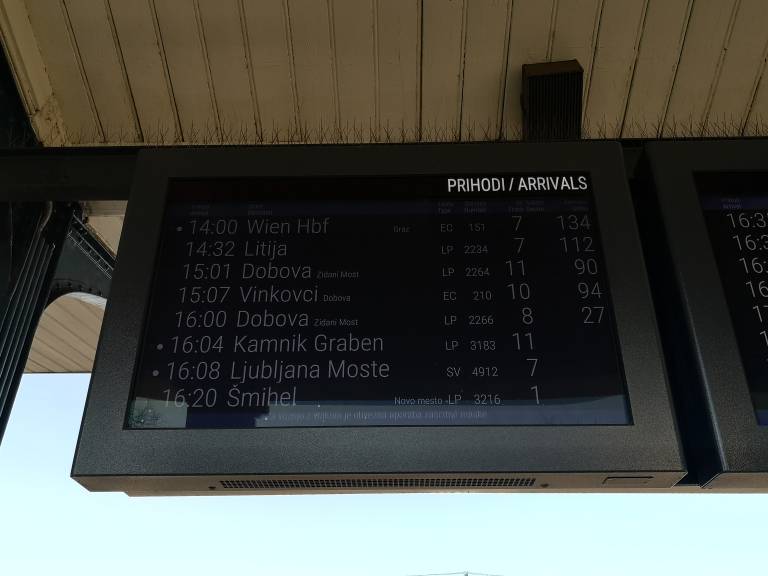 PRIHODI / ARRIVALS
14:00 Wien Hbf Graz EC 151 7 134
14:32 Litija LP 2234 7 112
15:01 Dobova Zidani Most LP 2264 11 90
15:07 Vinkovci Dobova EC 210 10 94
16:00 Dobova Zidani Most LP 2266 8 27
16:04 Kamnik Graben LP 3183 11
16:08 Ljubljana Moste SV 4912 7
16:20 Šmihel Novo mesto LP 3216 1